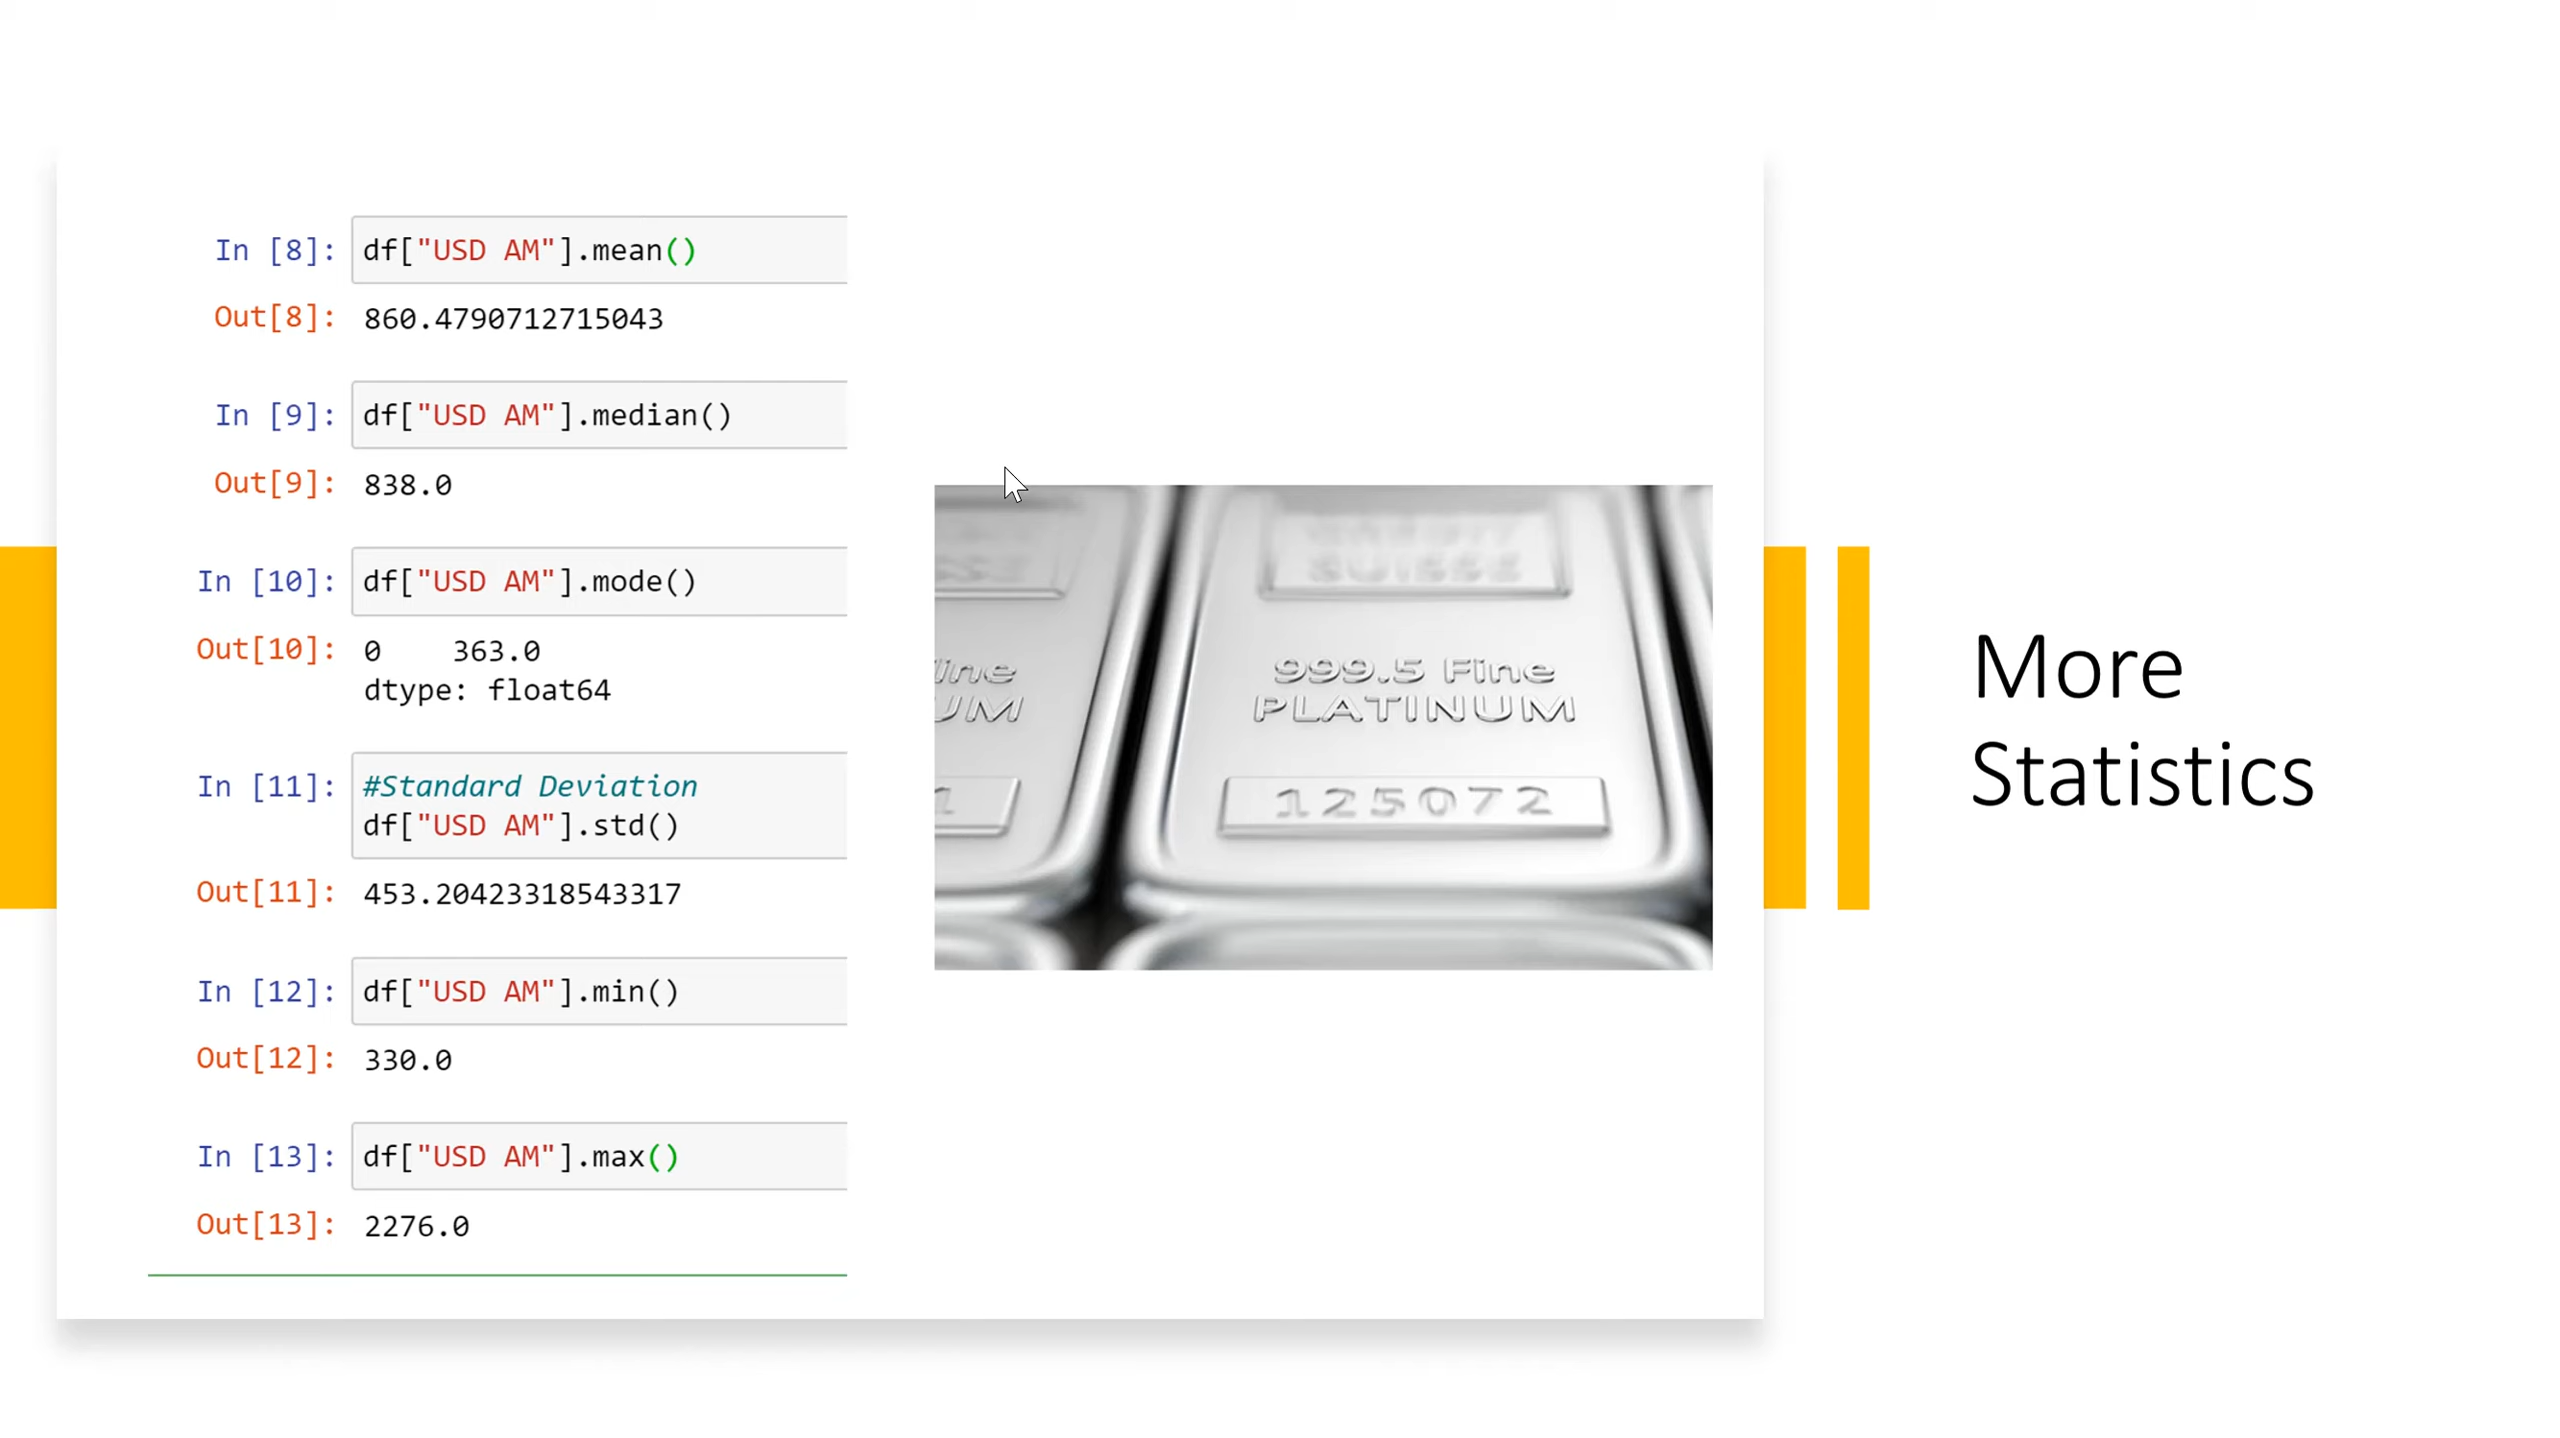 In [8]: df["USD AM"].mean()
Out[8]: 860.4790712715043
In [9]: df["USD AM"].median()
Out[9]: 838.0
In [10]: df["USD AM"].mode()
Out[10]: 0    363.0
dtype: float64
In [11]: #Standard Deviation
df["USD AM"].std()
Out[11]: 453.20423318543317
In [12]: df["USD AM"].min()
Out[12]: 330.0
In [13]: df["USD AM"].max()
Out[13]: 2276.0
SUISSE
999.5 Fine
PLATINUM
125072
More
Statistics